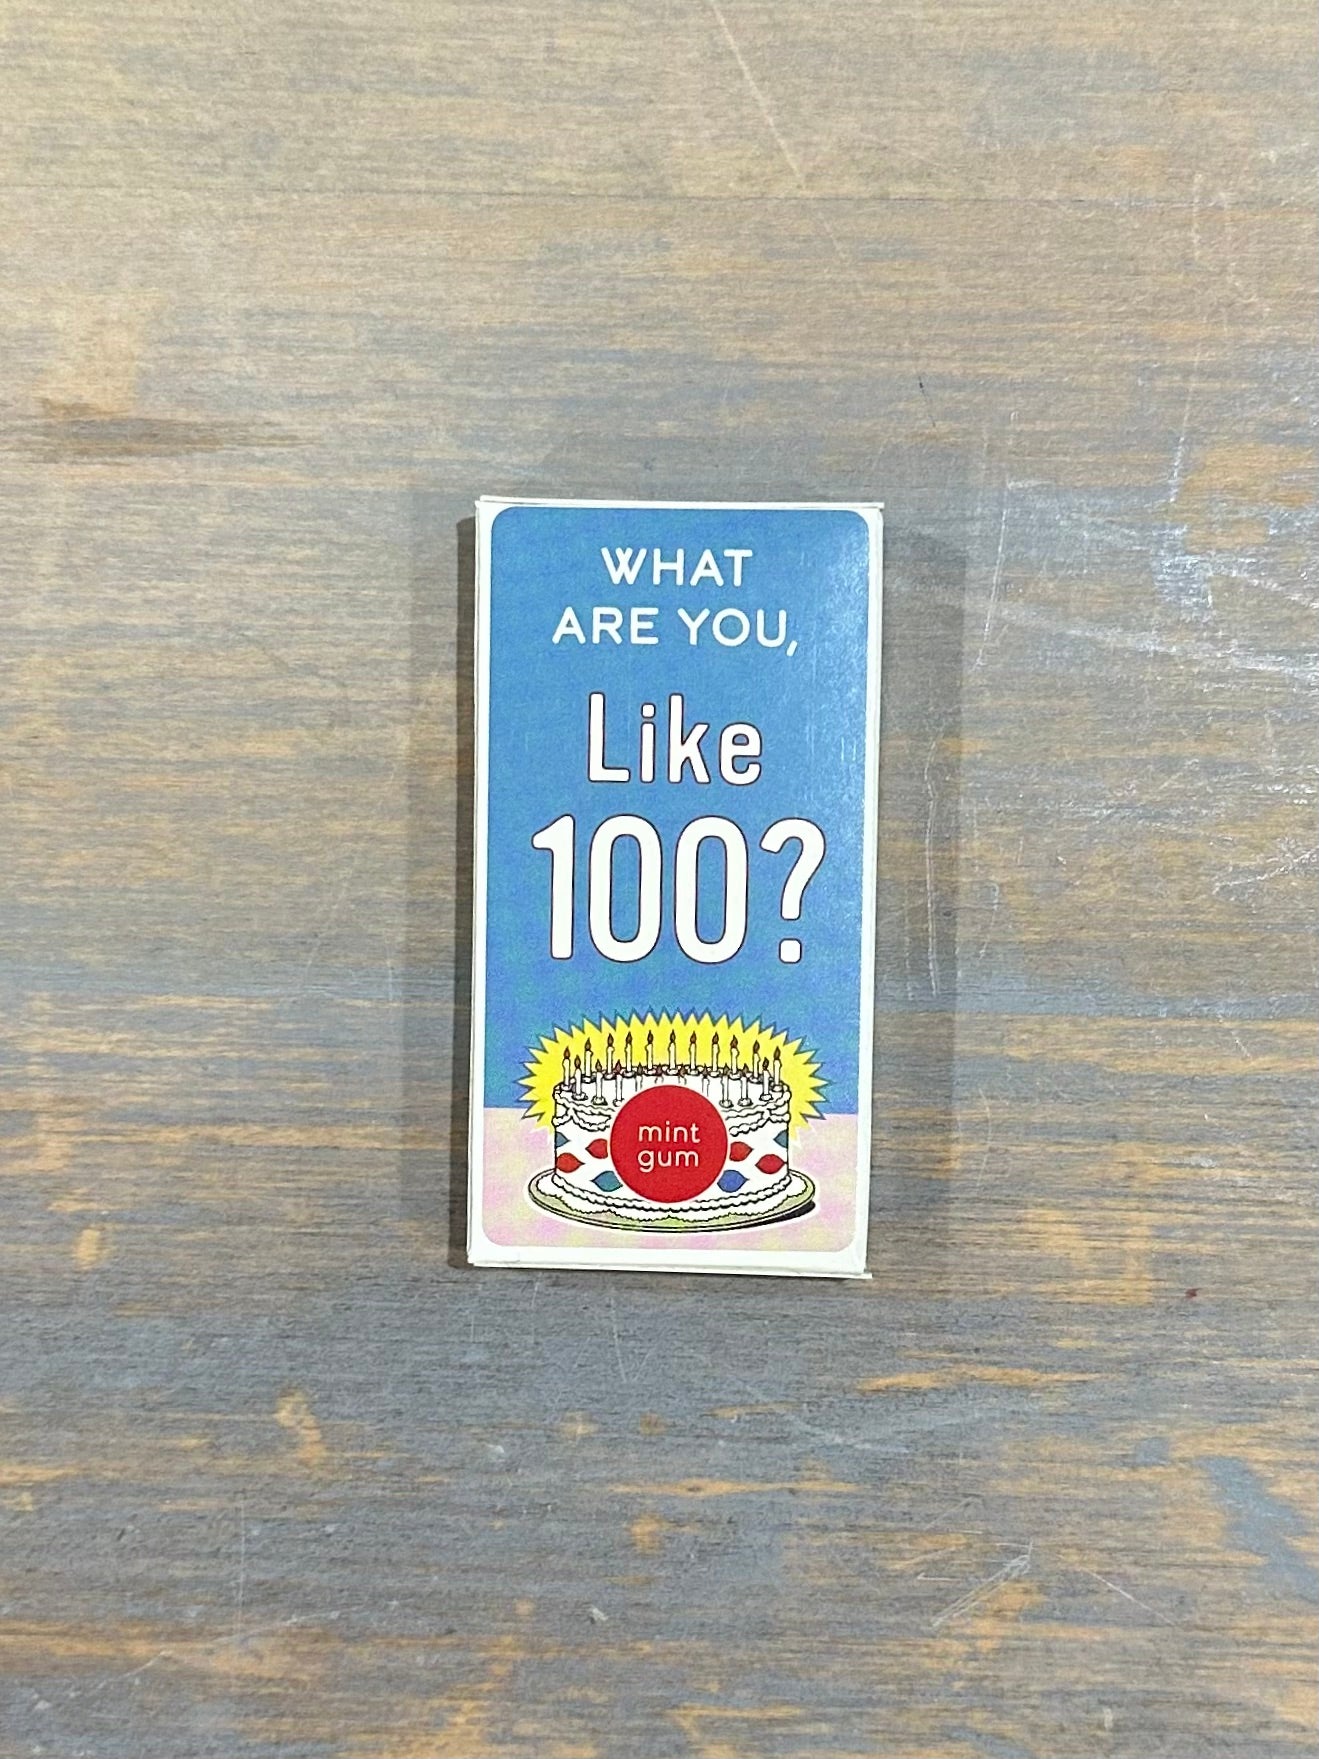 WHAT
ARE YOU,
Like
100?
mint
gum